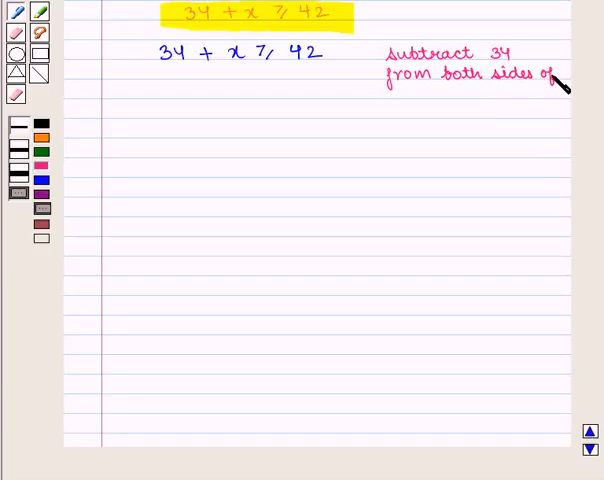 34 + x ≥ 42
34 + x ≥ 42 subtract 34
from both sides of